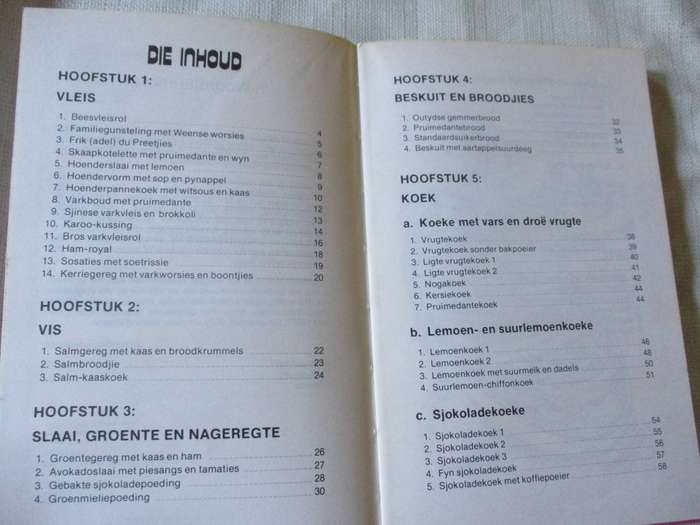 DIE INHOUD
HOOFSTUK 1:
VLEIS
1. Beesvleisrol 4
2. Familiegunsteling met Weense worsies 5
3. Frik (adel) du Preetjies 6
4. Skaapkotelette met pruimedante en wyn 7
5. Hoenderslaai met lemoen 8
6. Hoendervorm met sop en pynappel 9
7. Hoenderpannekoek met witsous en kaas 10
8. Varkboud met pruimedante 12
9. Sjinese varkvleis en brokkoli 13
10. Karoo-kussing 14
11. Bros varkvleisrol 16
12. Ham-royal 18
13. Sosaties met soetrissie 19
14. Kerriegereg met varkworsies en boontjies 20
HOOFSTUK 2:
VIS
1. Salmgereg met kaas en broodkrummels 22
2. Salmbroodjie 23
3. Salm-kaaskoek 24
HOOFSTUK 3:
SLAAI, GROENTE EN NAGEREGTE
1. Groentegereg met kaas en ham 26
2. Avokadoslaai met piesangs en tamaties 27
3. Gebakte sjokoladepoeding 28
4. Groenmieliepoeding 30
HOOFSTUK 4:
BESKUIT EN BROODJIES
1. Outydse gemmerbrood 32
2. Pruimedantebrood 33
3. Standaardsuikerbrood 34
4. Beskuit met aartappelsuurdeeg 35
HOOFSTUK 5:
KOEK
a. Koeke met vars en droë vrugte
1. Vrugtekoek 38
2. Vrugtekoek sonder bakpoeier 39
3. Ligte vrugtekoek 1 40
4. Ligte vrugtekoek 2 41
5. Nogakoek 42
6. Kersiekoek 44
7. Pruimedantekoek 44
b. Lemoen- en suurlemoenkoeke
1. Lemoenkoek 1 46
2. Lemoenkoek 2 48
3. Lemoenkoek met suurmelk en dadels 50
4. Suurlemoen-chiffonkoek 51
c. Sjokoladekoeke
1. Sjokoladekoek 1 54
2. Sjokoladekoek 2 55
3. Sjokoladekoek 3 56
4. Fyn sjokoladekoek 57
5. Sjokoladekoek met koffiepoeier 58